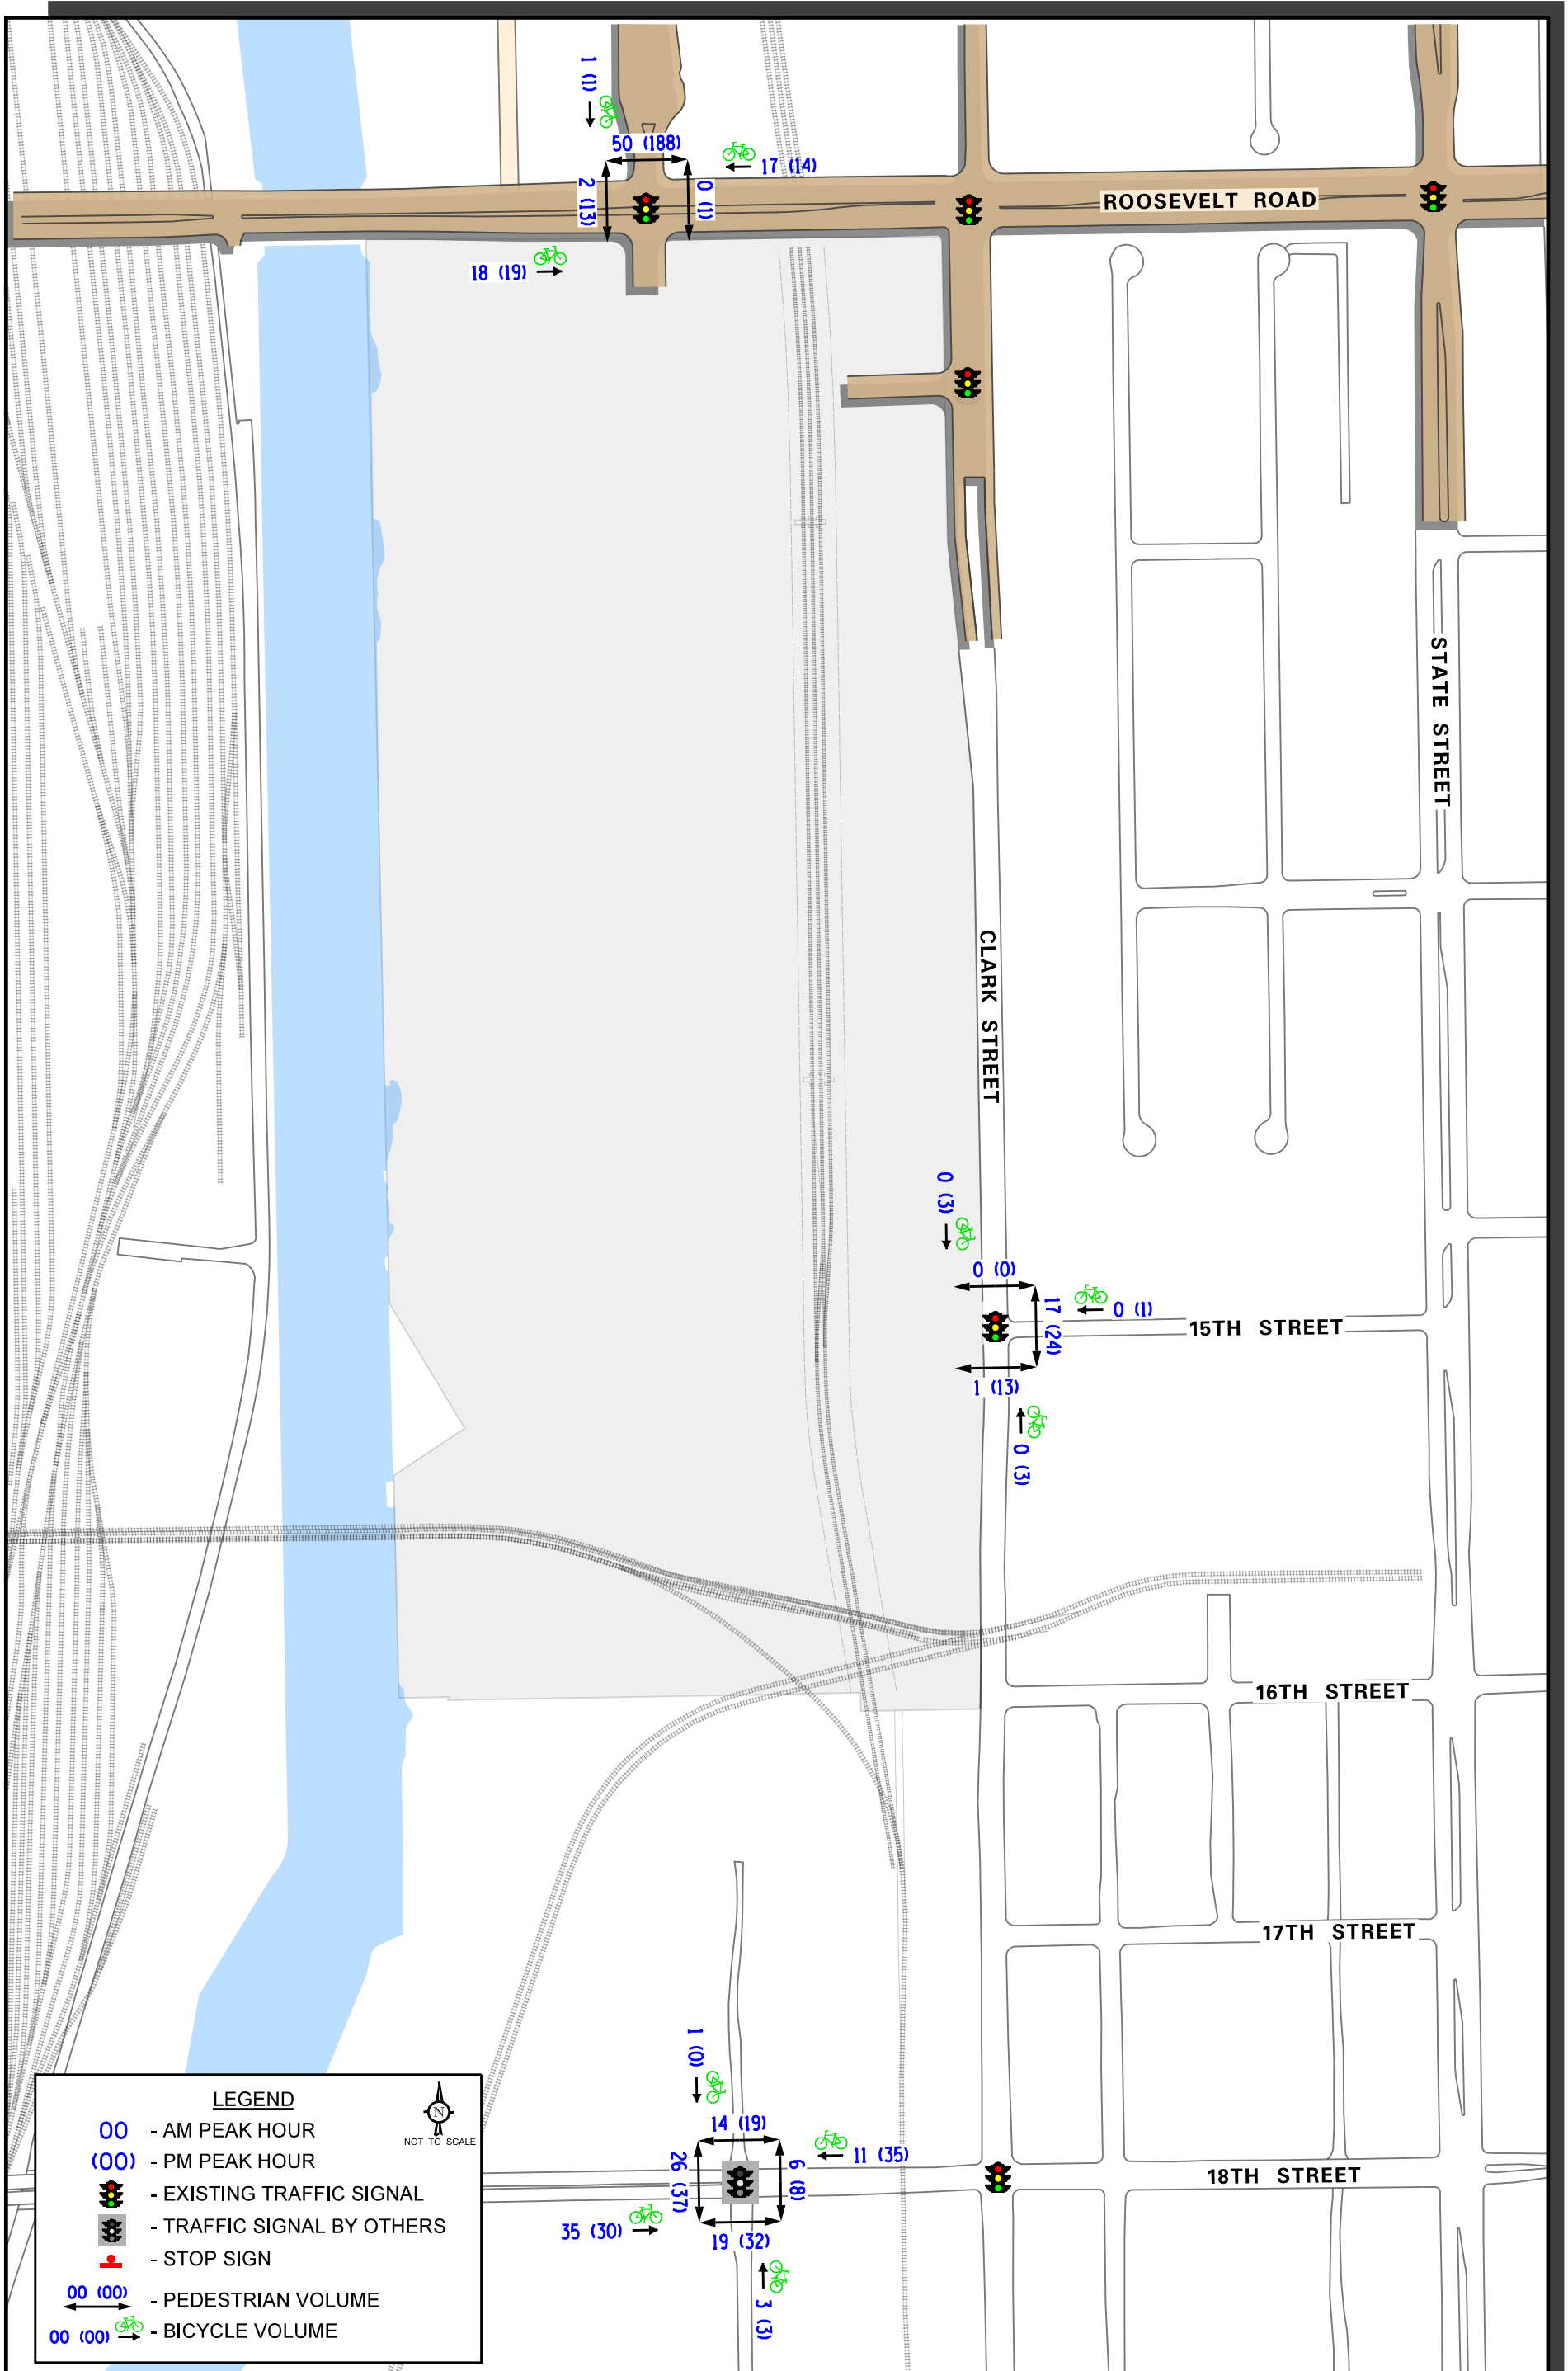 1 (1)
50 (188)
17 (14)
2 (13)
0 (1)
ROOSEVELT ROAD
18 (19)
STATE STREET
CLARK STREET
0 (3)
0 (0)
17 (24)
0 (1)
15TH STREET
1 (13)
0 (3)
16TH STREET
17TH STREET
1 (0)
14 (19)
11 (35)
26 (37)
6 (8)
18TH STREET
35 (30)
19 (32)
3 (3)
LEGEND
N
NOT TO SCALE
00 - AM PEAK HOUR
(00) - PM PEAK HOUR
- EXISTING TRAFFIC SIGNAL
- TRAFFIC SIGNAL BY OTHERS
- STOP SIGN
00 (00) - PEDESTRIAN VOLUME
00 (00) - BICYCLE VOLUME